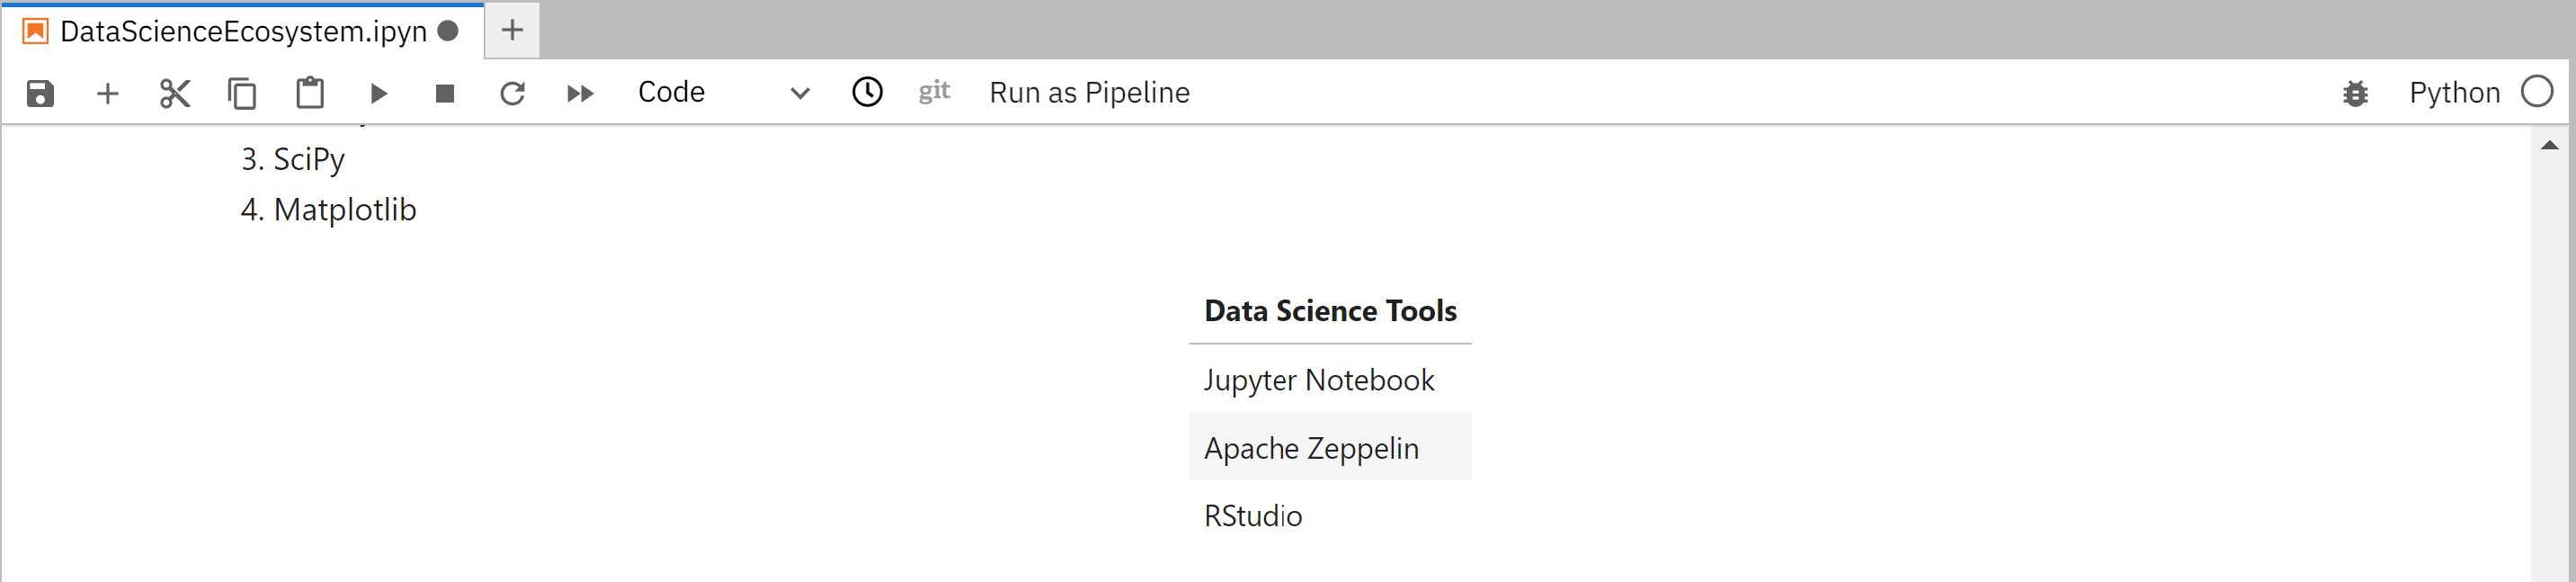 DataScienceEcosystem.ipyn
Code
git
Run as Pipeline
Python
3. SciPy
4. Matplotlib
Data Science Tools
Jupyter Notebook
Apache Zeppelin
RStudio